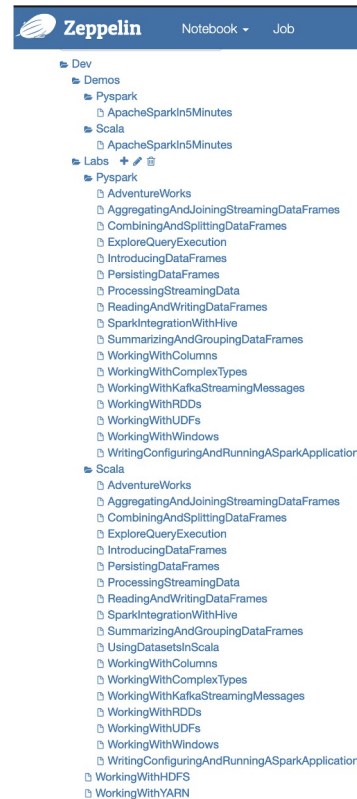 Zeppelin Notebook Job
Dev
Demos
Pyspark
ApacheSparkIn5Minutes
Scala
ApacheSparkIn5Minutes
Labs
Pyspark
AdventureWorks
AggregatingAndJoiningStreamingDataFrames
CombiningAndSplittingDataFrames
ExploreQueryExecution
IntroducingDataFrames
PersistingDataFrames
ProcessingStreamingData
ReadingAndWritingDataFrames
SparkIntegrationWithHive
SummarizingAndGroupingDataFrames
WorkingWithColumns
WorkingWithComplexTypes
WorkingWithKafkaStreamingMessages
WorkingWithRDDs
WorkingWithUDFs
WorkingWithWindows
WritingConfiguringAndRunningASparkApplication
Scala
AdventureWorks
AggregatingAndJoiningStreamingDataFrames
CombiningAndSplittingDataFrames
ExploreQueryExecution
IntroducingDataFrames
PersistingDataFrames
ProcessingStreamingData
ReadingAndWritingDataFrames
SparkIntegrationWithHive
SummarizingAndGroupingDataFrames
UsingDatasetsInScala
WorkingWithColumns
WorkingWithComplexTypes
WorkingWithKafkaStreamingMessages
WorkingWithRDDs
WorkingWithUDFs
WorkingWithWindows
WritingConfiguringAndRunningASparkApplication
WorkingWithHDFS
WorkingWithYARN